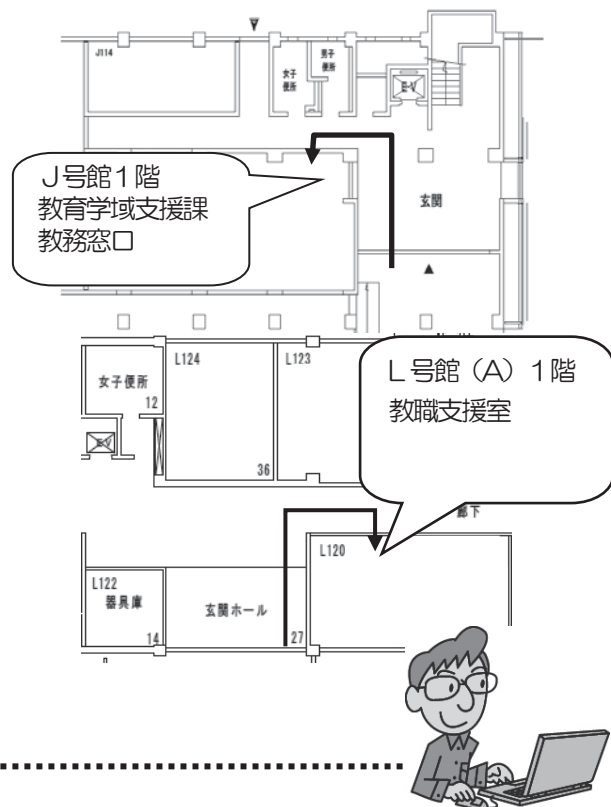 J114
女子
便所
男子
便所
E・V
J号館1階
教育学域支援課
教務窓口
玄関
女子便所
12
L124
36
L123
E・V
L号館(A)1階
教職支援室
廊下
L120
L122
器具庫
14
玄関ホール
27